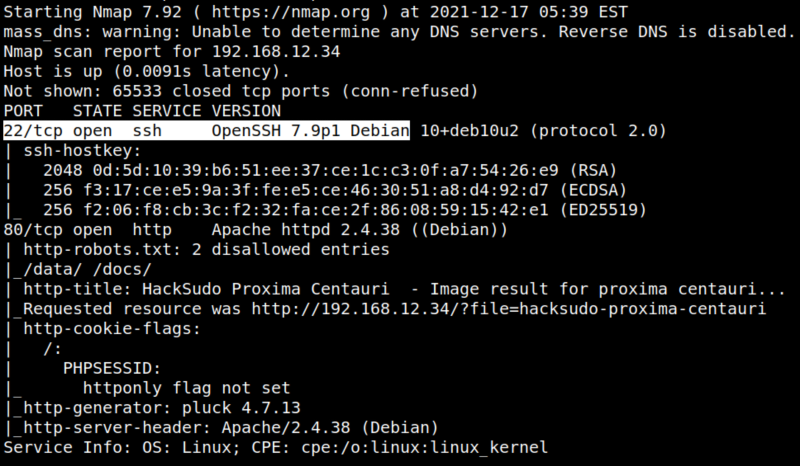 Starting Nmap 7.92 ( https://nmap.org ) at 2021-12-17 05:39 EST
mass_dns: warning: Unable to determine any DNS servers. Reverse DNS is disabled.
Nmap scan report for 192.168.12.34
Host is up (0.0091s latency).
Not shown: 65533 closed tcp ports (conn-refused)
PORT   STATE SERVICE VERSION
22/tcp open  ssh     OpenSSH 7.9p1 Debian 10+deb10u2 (protocol 2.0)
| ssh-hostkey:
|   2048 0d:5d:10:39:b6:51:ee:37:ce:1c:c3:0f:a7:54:26:e9 (RSA)
|   256 f3:17:ce:e5:9a:3f:fe:e5:ce:46:30:51:a8:d4:92:d7 (ECDSA)
|_  256 f2:06:f8:cb:3c:f2:32:fa:ce:2f:86:08:59:15:42:e1 (ED25519)
80/tcp open  http    Apache httpd 2.4.38 ((Debian))
| http-robots.txt: 2 disallowed entries
|_/data/ /docs/
| http-title: HackSudo Proxima Centauri  - Image result for proxima centauri...
|_Requested resource was http://192.168.12.34/?file=hacksudo-proxima-centauri
| http-cookie-flags:
|   /:
|     PHPSESSID:
|_      httponly flag not set
|_http-generator: pluck 4.7.13
|_http-server-header: Apache/2.4.38 (Debian)
Service Info: OS: Linux; CPE: cpe:/o:linux:linux_kernel